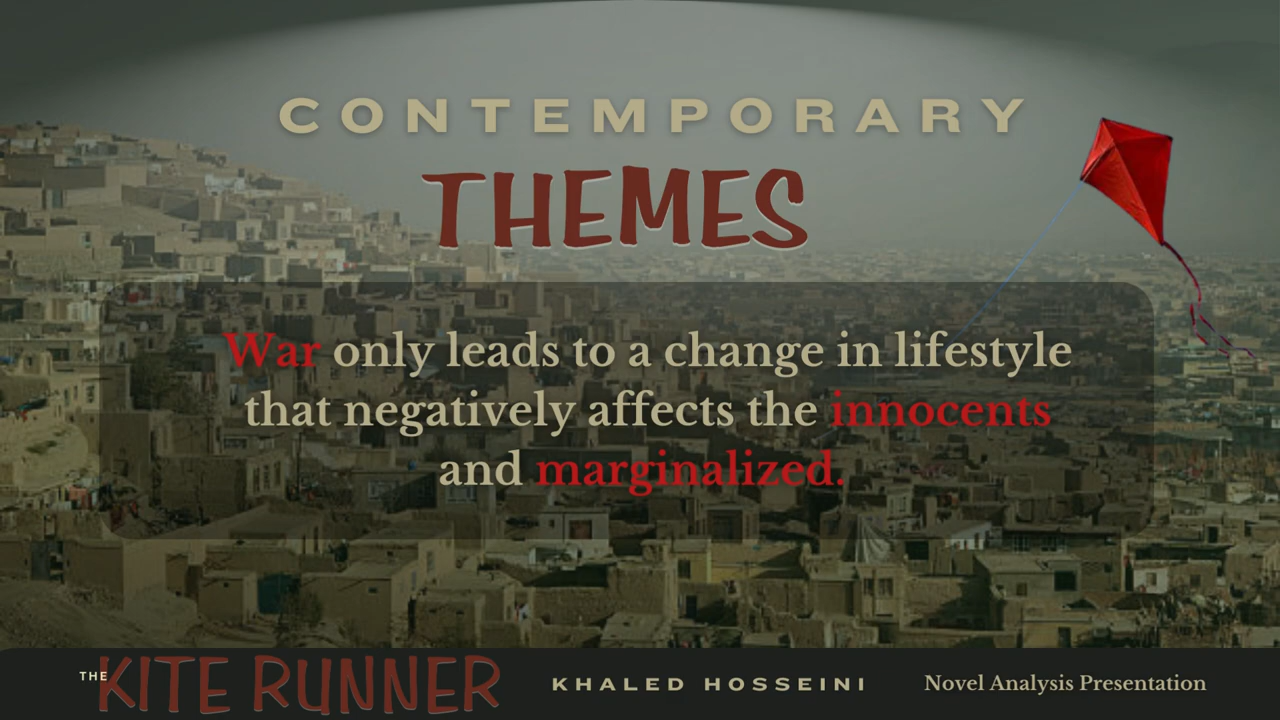 CONTEMPORARY
THEMES
War only leads to a change in lifestyle
that negatively affects the innocents
and marginalized.
THE KITE RUNNER
KHALED HOSSEINI
Novel Analysis Presentation